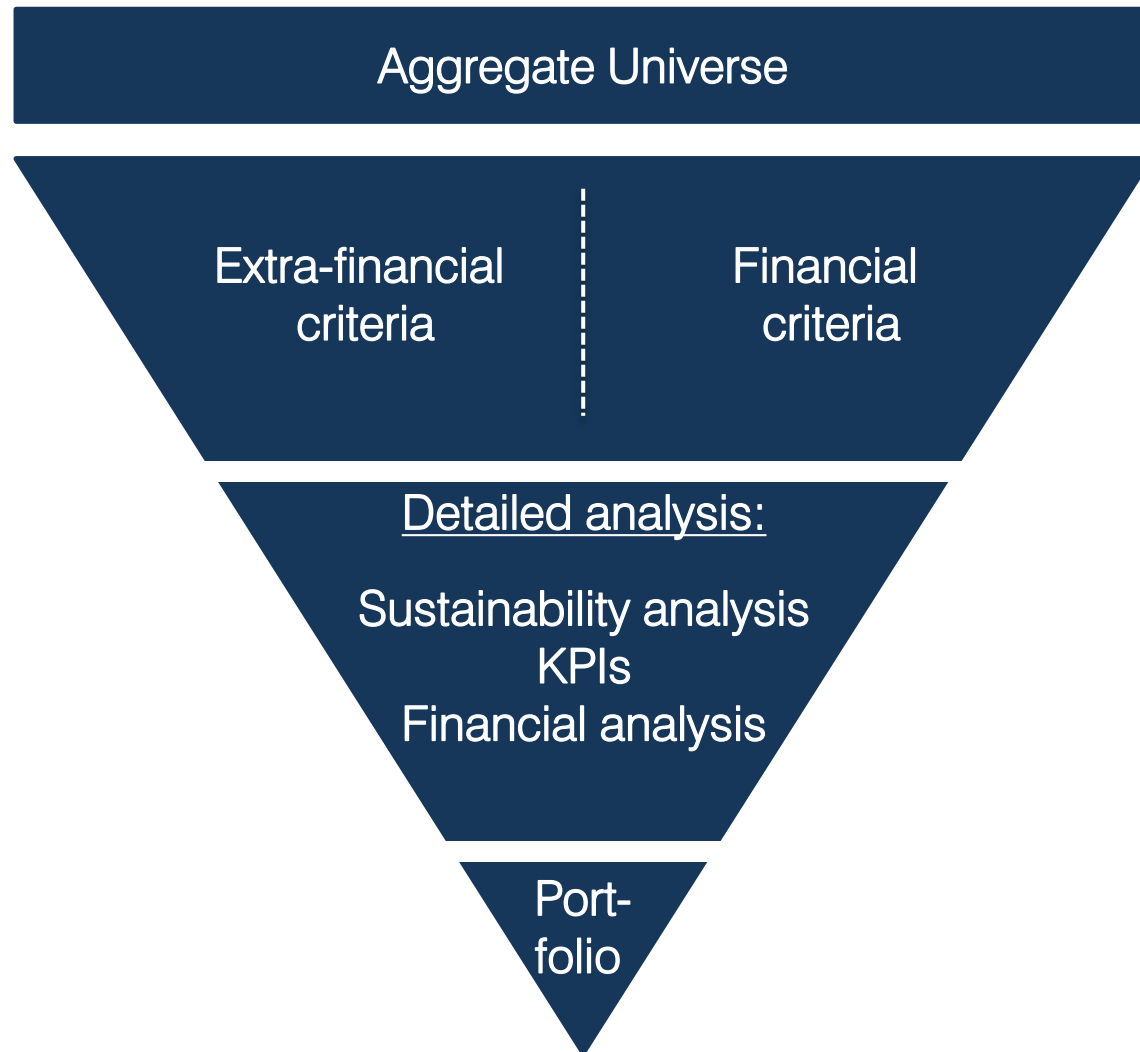 Aggregate Universe
Extra-financial
criteria
Financial
criteria
Detailed analysis:
Sustainability analysis
KPIs
Financial analysis
Port-
folio